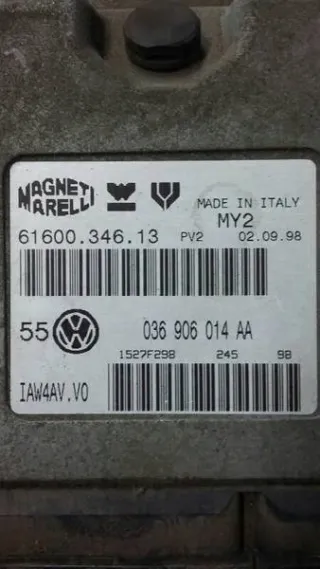 MAGNETI
MARELLI
MADE IN ITALY
MY2
61600.346.13 PV2 02.09.98
55 VW 036 906 014 AA
1527F298 245 98
IAW4AV.V0